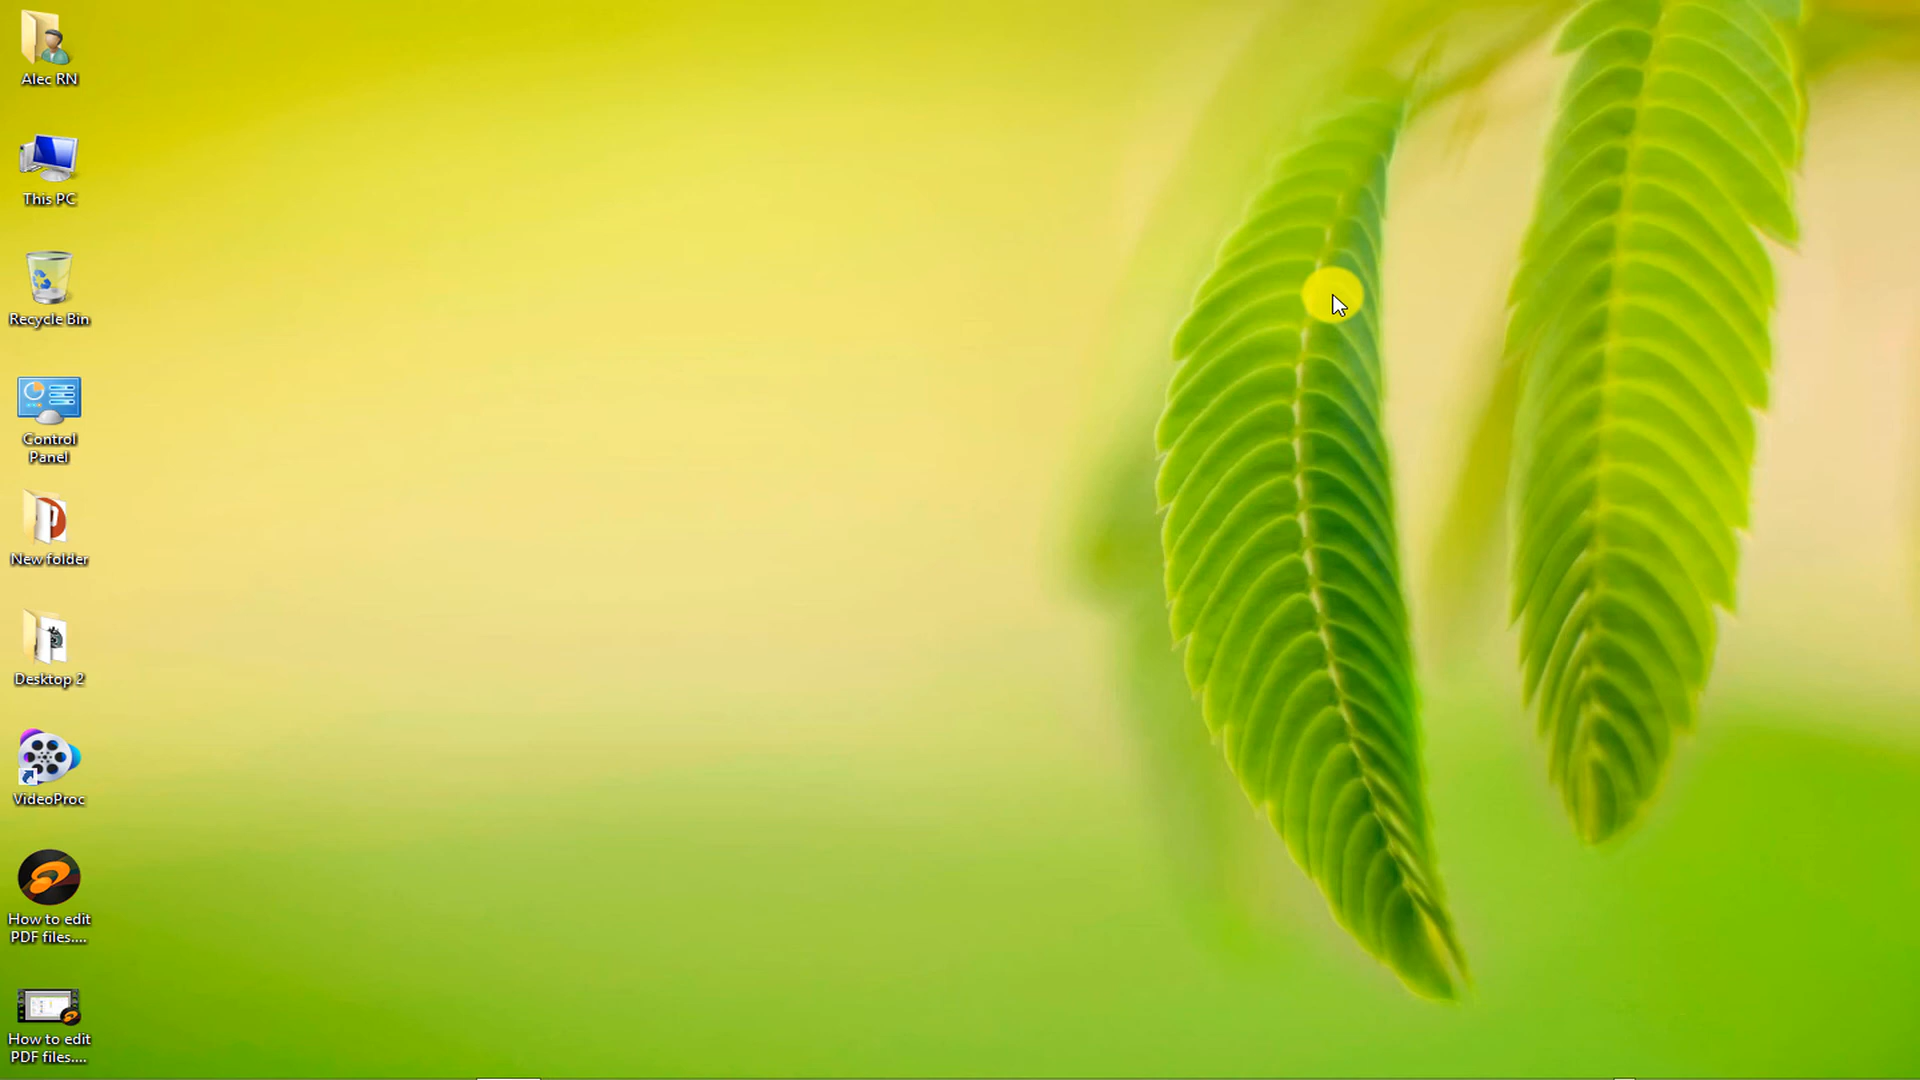 Alec RN
This PC
Recycle Bin
Control
Panel
New folder
Desktop 2
VideoProc
How to edit
PDF files....
How to edit
PDF files....